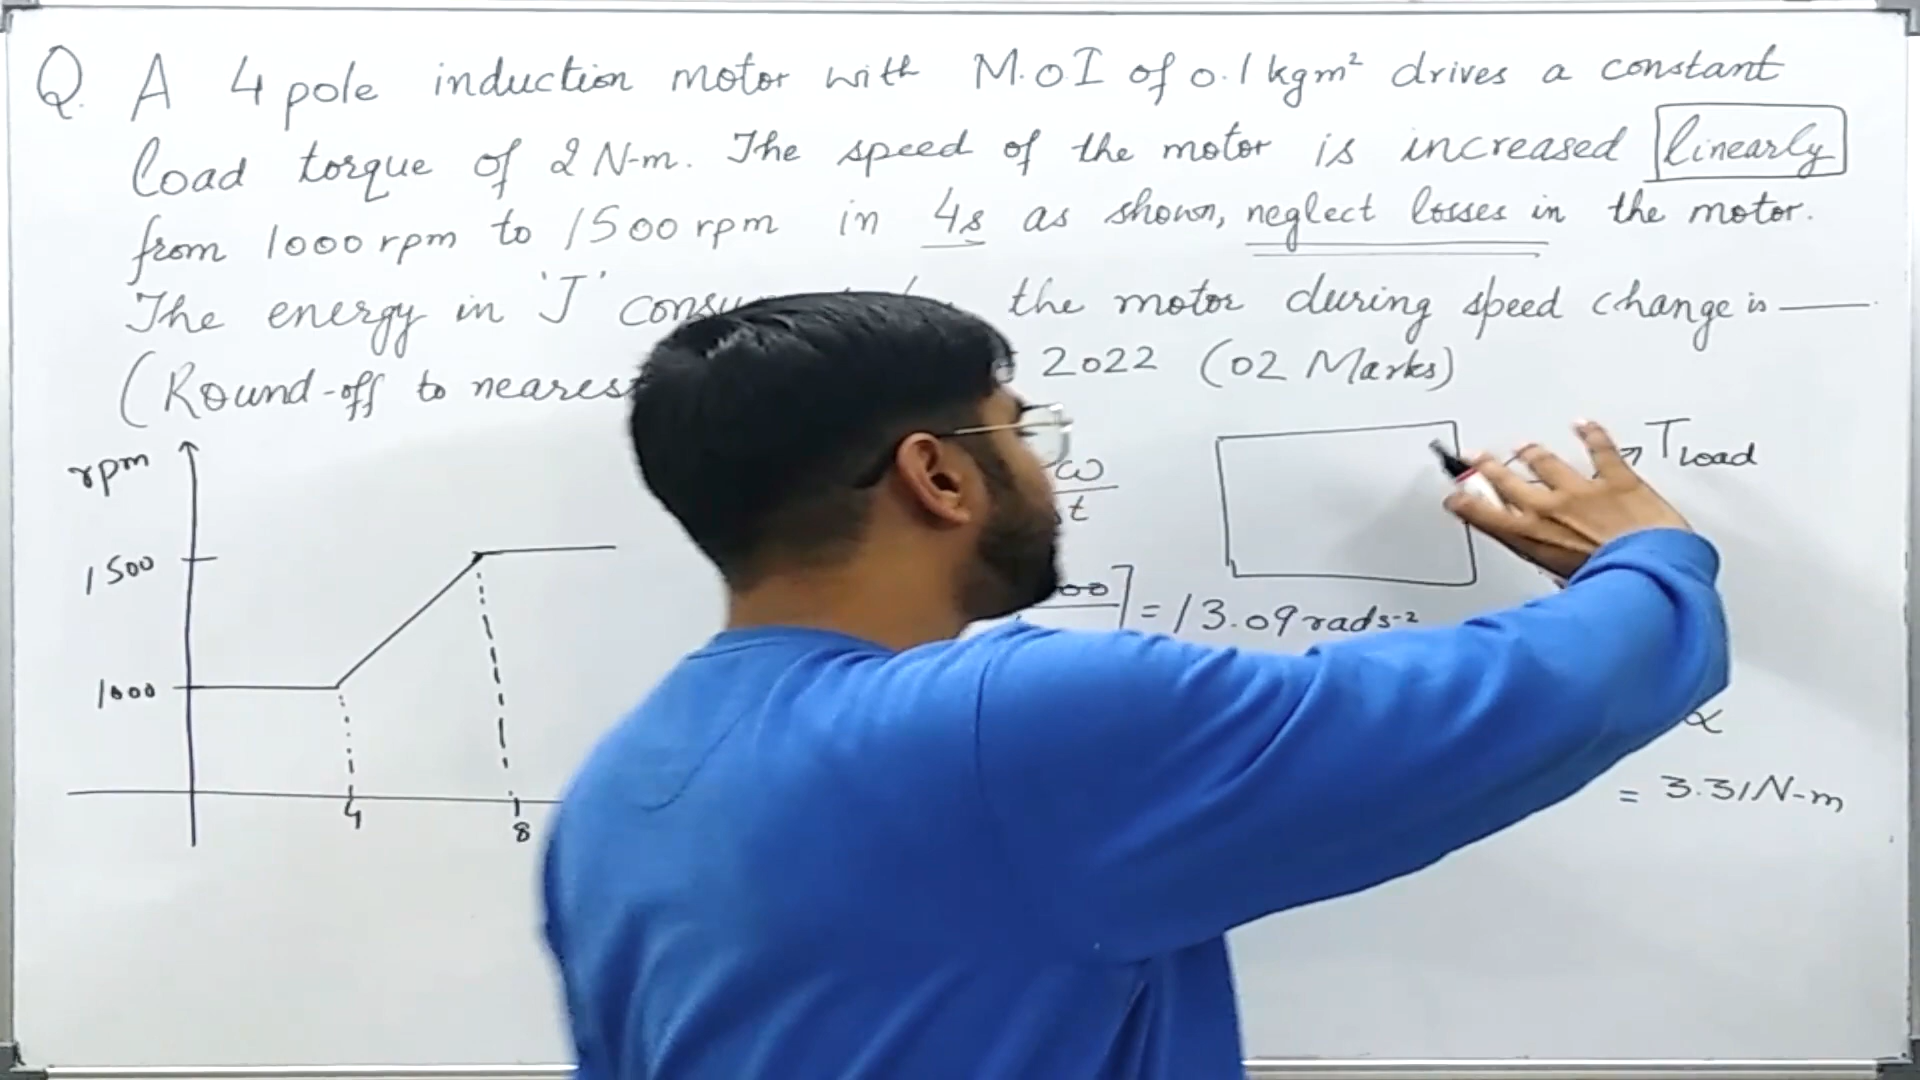 Q. A 4 pole induction motor with M.O.I of 0.1 kgm² drives a constant
load torque of 2 N-m. The speed of the motor is increased linearly
from 1000 rpm to 1500 rpm in 4s as shown, neglect losses in the motor.
The energy in 'J' the motor during speed change is
(Round-off to 2022 (02 Marks)
rpm
1500
1000
4
8
ω
t
= 13.09 rads-2
TLoad
α
= 3.31 N-m